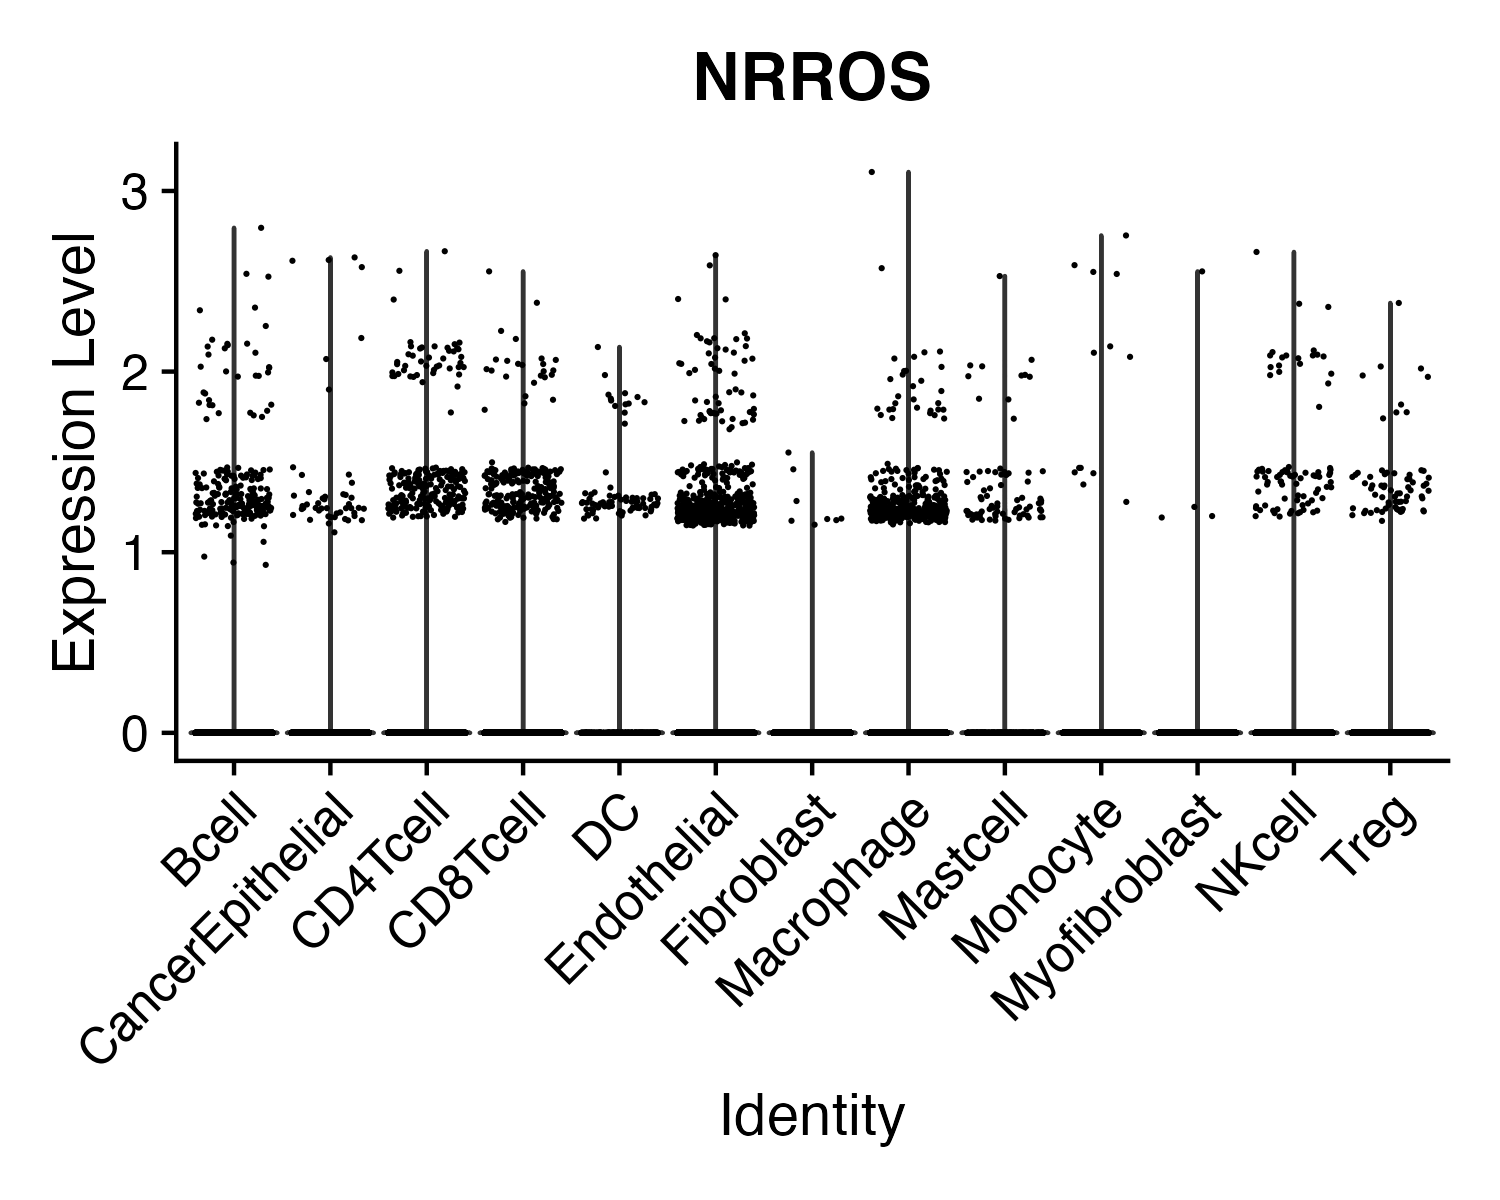 NRROS
Expression Level
3
2
1
0
Bcell
CancerEpithelial
CD4Tcell
CD8Tcell
DC
Endothelial
Fibroblast
Macrophage
Mastcell
Monocyte
Myofibroblast
NKcell
Treg
Identity